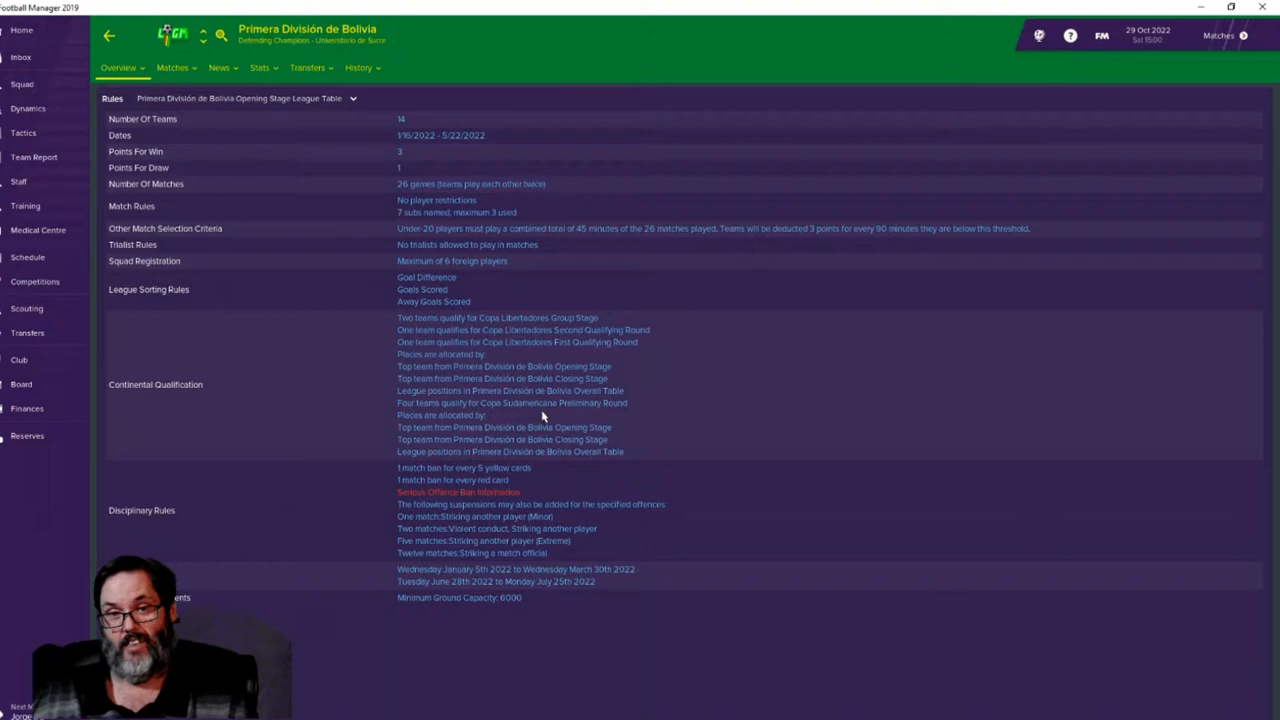 Football Manager 2019
Home
Inbox
Squad
Dynamics
Tactics
Team Report
Staff
Training
Medical Centre
Schedule
Competitions
Scouting
Transfers
Club
Board
Finances
Reserves
Primera División de Bolivia
Defending Champions - Universitario de Sucre
29 Oct 2022
Sat 15:00
FM
Matches
Overview
Matches
News
Stats
Transfers
History
Rules Primera División de Bolivia Opening Stage League Table
Number Of Teams 14
Dates 1/16/2022 - 5/22/2022
Points For Win 3
Points For Draw 1
Number Of Matches 26 games (teams play each other twice)
Match Rules
No player restrictions
7 subs named, maximum 3 used
Other Match Selection Criteria Under-20 players must play a combined total of 45 minutes of the 26 matches played. Teams will be deducted 3 points for every 90 minutes they are below this threshold.
Trialist Rules No trialists allowed to play in matches.
Squad Registration Maximum of 6 foreign players
League Sorting Rules
Goal Difference
Goals Scored
Away Goals Scored
Continental Qualification
Two teams qualify for Copa Libertadores Group Stage
One team qualifies for Copa Libertadores Second Qualifying Round
One team qualifies for Copa Libertadores First Qualifying Round
Places are allocated by:
Top team from Primera División de Bolivia Opening Stage
Top team from Primera División de Bolivia Closing Stage
League positions in Primera División de Bolivia Overall Table
Four teams qualify for Copa Sudamericana Preliminary Round
Places are allocated by:
Top team from Primera División de Bolivia Opening Stage
Top team from Primera División de Bolivia Closing Stage
League positions in Primera División de Bolivia Overall Table
Disciplinary Rules
1 match ban for every 5 yellow cards
1 match ban for every red card
Serious Offence Ban Information
The following suspensions may also be added for the specified offences:
One match:Striking another player (Minor)
Two matches:Violent conduct, Striking another player
Five matches:Striking another player (Extreme)
Twelve matches:Striking a match official
Wednesday January 5th 2022 to Wednesday March 30th 2022
Tuesday June 28th 2022 to Monday July 25th 2022
ents Minimum Ground Capacity: 6000
Next M
Jorge